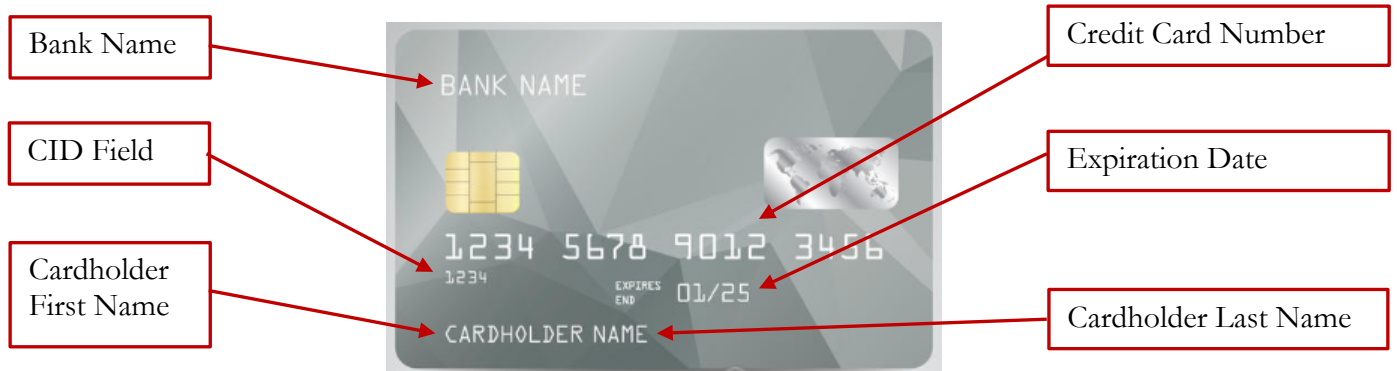 Bank Name
CID Field
Cardholder
First Name
BANK NAME
1234 5678 9012 3456
1234
EXPIRES
END
01/25
CARDHOLDER NAME
Credit Card Number
Expiration Date
Cardholder Last Name